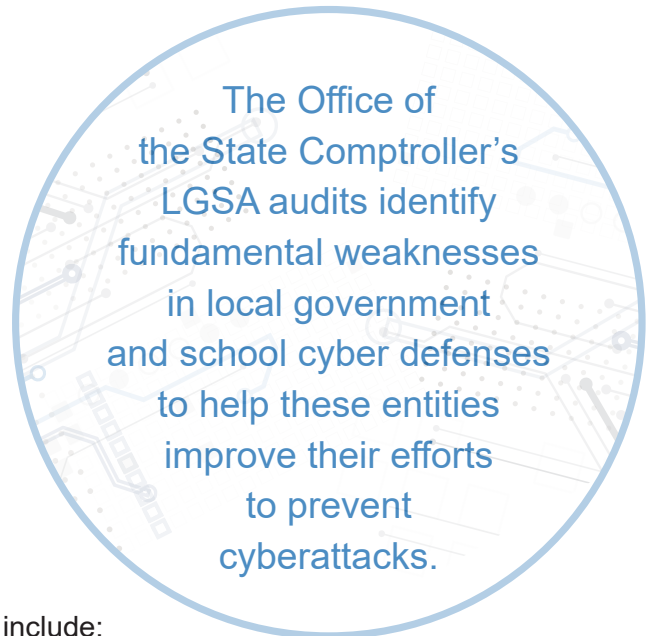 The Office of
the State Comptroller’s
LGSA audits identify
fundamental weaknesses
in local government
and school cyber defenses
to help these entities
improve their efforts
to prevent
cyberattacks.
include: